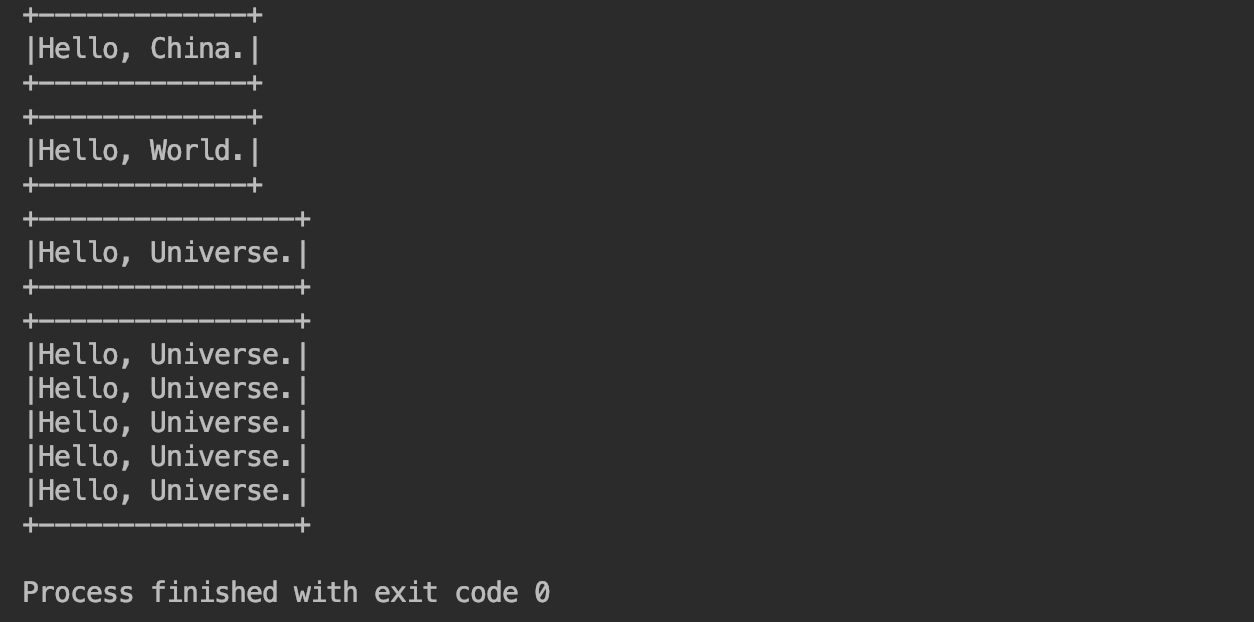 +-------------+
|Hello, China.|
+-------------+
+-------------+
|Hello, World.|
+-------------+
+----------------+
|Hello, Universe.|
+----------------+
+----------------+
|Hello, Universe.|
|Hello, Universe.|
|Hello, Universe.|
|Hello, Universe.|
|Hello, Universe.|
+----------------+
Process finished with exit code 0